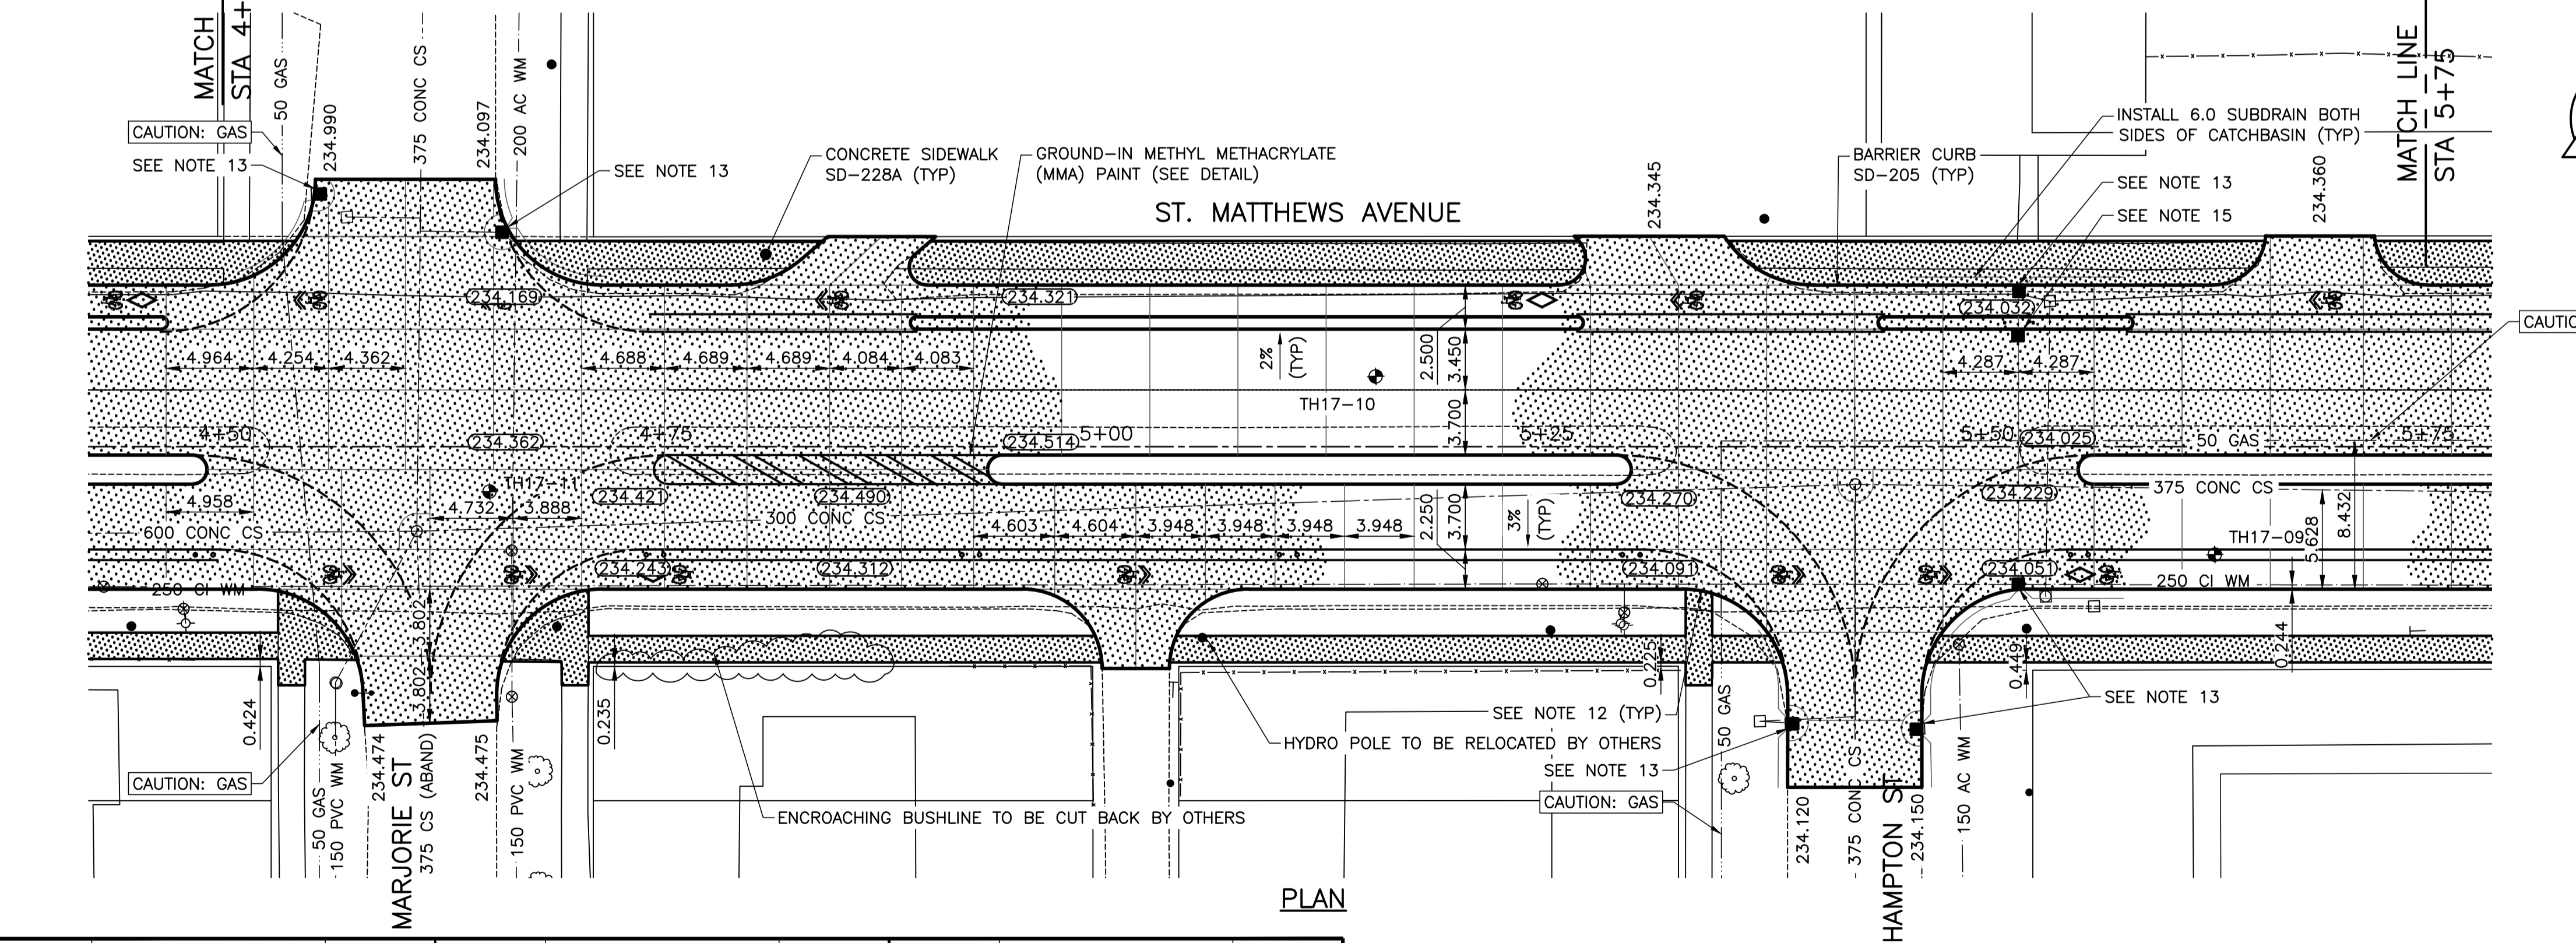 MATCH
STA 4+
50 GAS
375 CONC CS
200 AC WM
234.990
234.097
CAUTION: GAS
SEE NOTE 13
SEE NOTE 13
CONCRETE SIDEWALK
SD-228A (TYP)
GROUND-IN METHYL METHACRYLATE
(MMA) PAINT (SEE DETAIL)
ST. MATTHEWS AVENUE
234.345
BARRIER CURB
SD-205 (TYP)
INSTALL 6.0 SUBDRAIN BOTH
SIDES OF CATCHBASIN (TYP)
SEE NOTE 13
SEE NOTE 15
234.360
MATCH LINE
STA 5+75
234.169
234.321
234.032
CAUTIO
4.964
4.254
4.362
4.688
4.689
4.689
4.084
4.083
2%
(TYP)
2.500
3.450
4.287
4.287
TH17-10
3.700
4+50
234.362
4+75
234.514
5+00
5+25
5+50
234.025
50 GAS
5+75
TH17-11
4.958
4.732
3.888
234.421
234.490
300 CONC CS
234.270
234.229
375 CONC CS
600 CONC CS
4.603
4.604
3.948
3.948
3.948
3.948
2.250
3.700
3%
(TYP)
TH17-09
5.628
8.432
234.243
234.312
234.091
234.051
250 CI WM
250 CI WM
3.802
3.802
0.424
0.235
0.225
0.449
0.244
SEE NOTE 12 (TYP)
SEE NOTE 13
HYDRO POLE TO BE RELOCATED BY OTHERS
SEE NOTE 13
CAUTION: GAS
CAUTION: GAS
ENCROACHING BUSHLINE TO BE CUT BACK BY OTHERS
50 GAS
150 PVC WM
234.474
MARJORIE ST
375 CS (ABAND)
234.475
150 PVC WM
50 GAS
234.120
375 CONC CS
HAMPTON ST
234.150
150 AC WM
PLAN